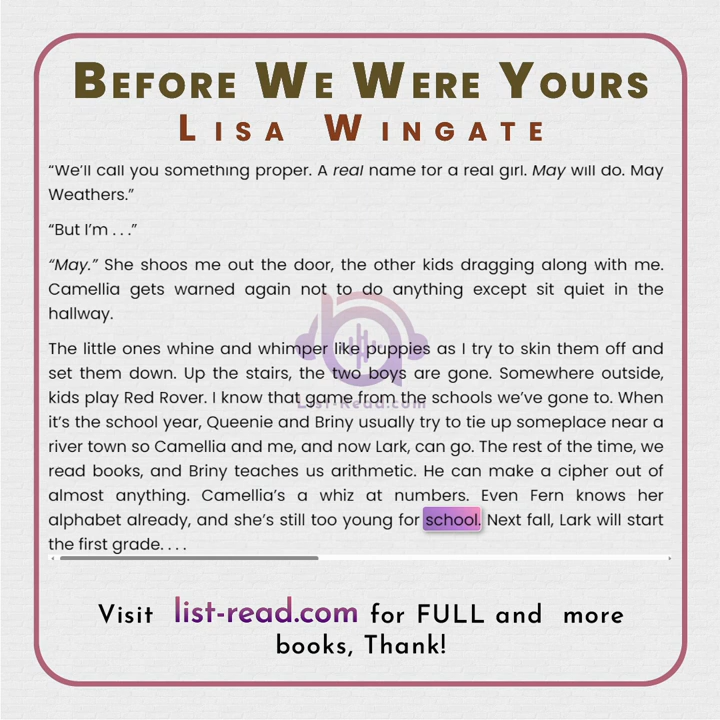 BEFORE WE WERE YOURS
LISA WINGATE
“We’ll call you something proper. A real name for a real girl. May will do. May
Weathers.”
“But I’m . . .”
“May.” She shoos me out the door, the other kids dragging along with me.
Camellia gets warned again not to do anything except sit quiet in the
hallway.
The little ones whine and whimper like puppies as I try to skin them off and
set them down. Up the stairs, the two boys are gone. Somewhere outside,
kids play Red Rover. I know that game from the schools we’ve gone to. When
List-Read.com
it’s the school year, Queenie and Briny usually try to tie up someplace near a
river town so Camellia and me, and now Lark, can go. The rest of the time, we
read books, and Briny teaches us arithmetic. He can make a cipher out of
almost anything. Camellia’s a whiz at numbers. Even Fern knows her
alphabet already, and she’s still too young for school. Next fall, Lark will start
the first grade. . . .
Visit list-read.com for FULL and more
books, Thank!